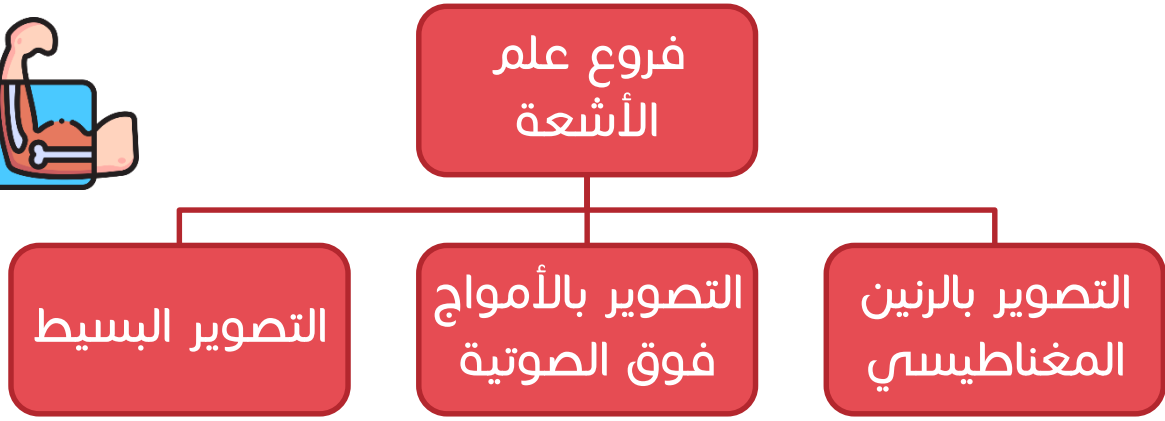 فروع علم
الأشعة
التصوير بالرنين
المغناطيسي
التصوير بالأمواج
فوق الصوتية
التصوير البسيط